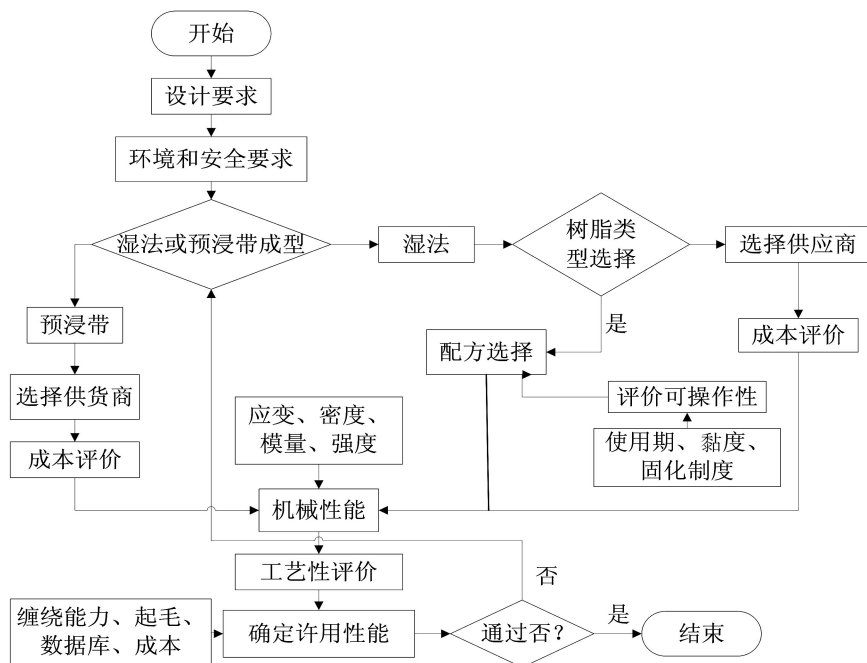 开始
设计要求
环境和安全要求
湿法或预浸带成型
湿法
树脂类
型选择
选择供应商
是
预浸带
配方选择
成本评价
选择供货商
评价可操作性
应变、密度、
模量、强度
使用期、黏度、
固化制度
成本评价
机械性能
工艺性评价
否
缠绕能力、起毛、
数据库、成本
确定许用性能
通过否?
是
结束